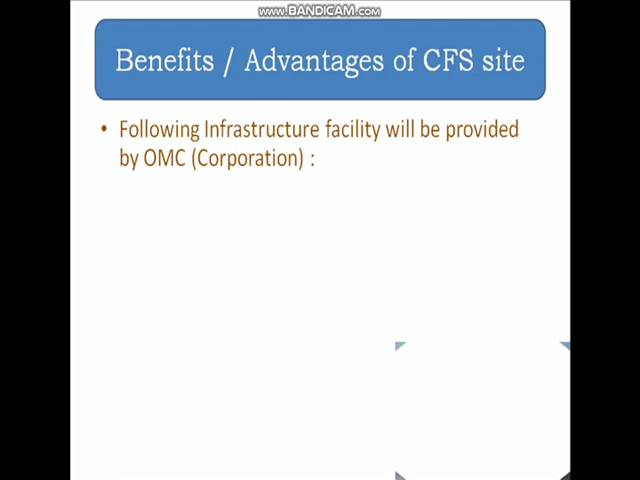 www.BANDICAM.com
Benefits / Advantages of CFS site
• Following Infrastructure facility will be provided
by OMC (Corporation) :